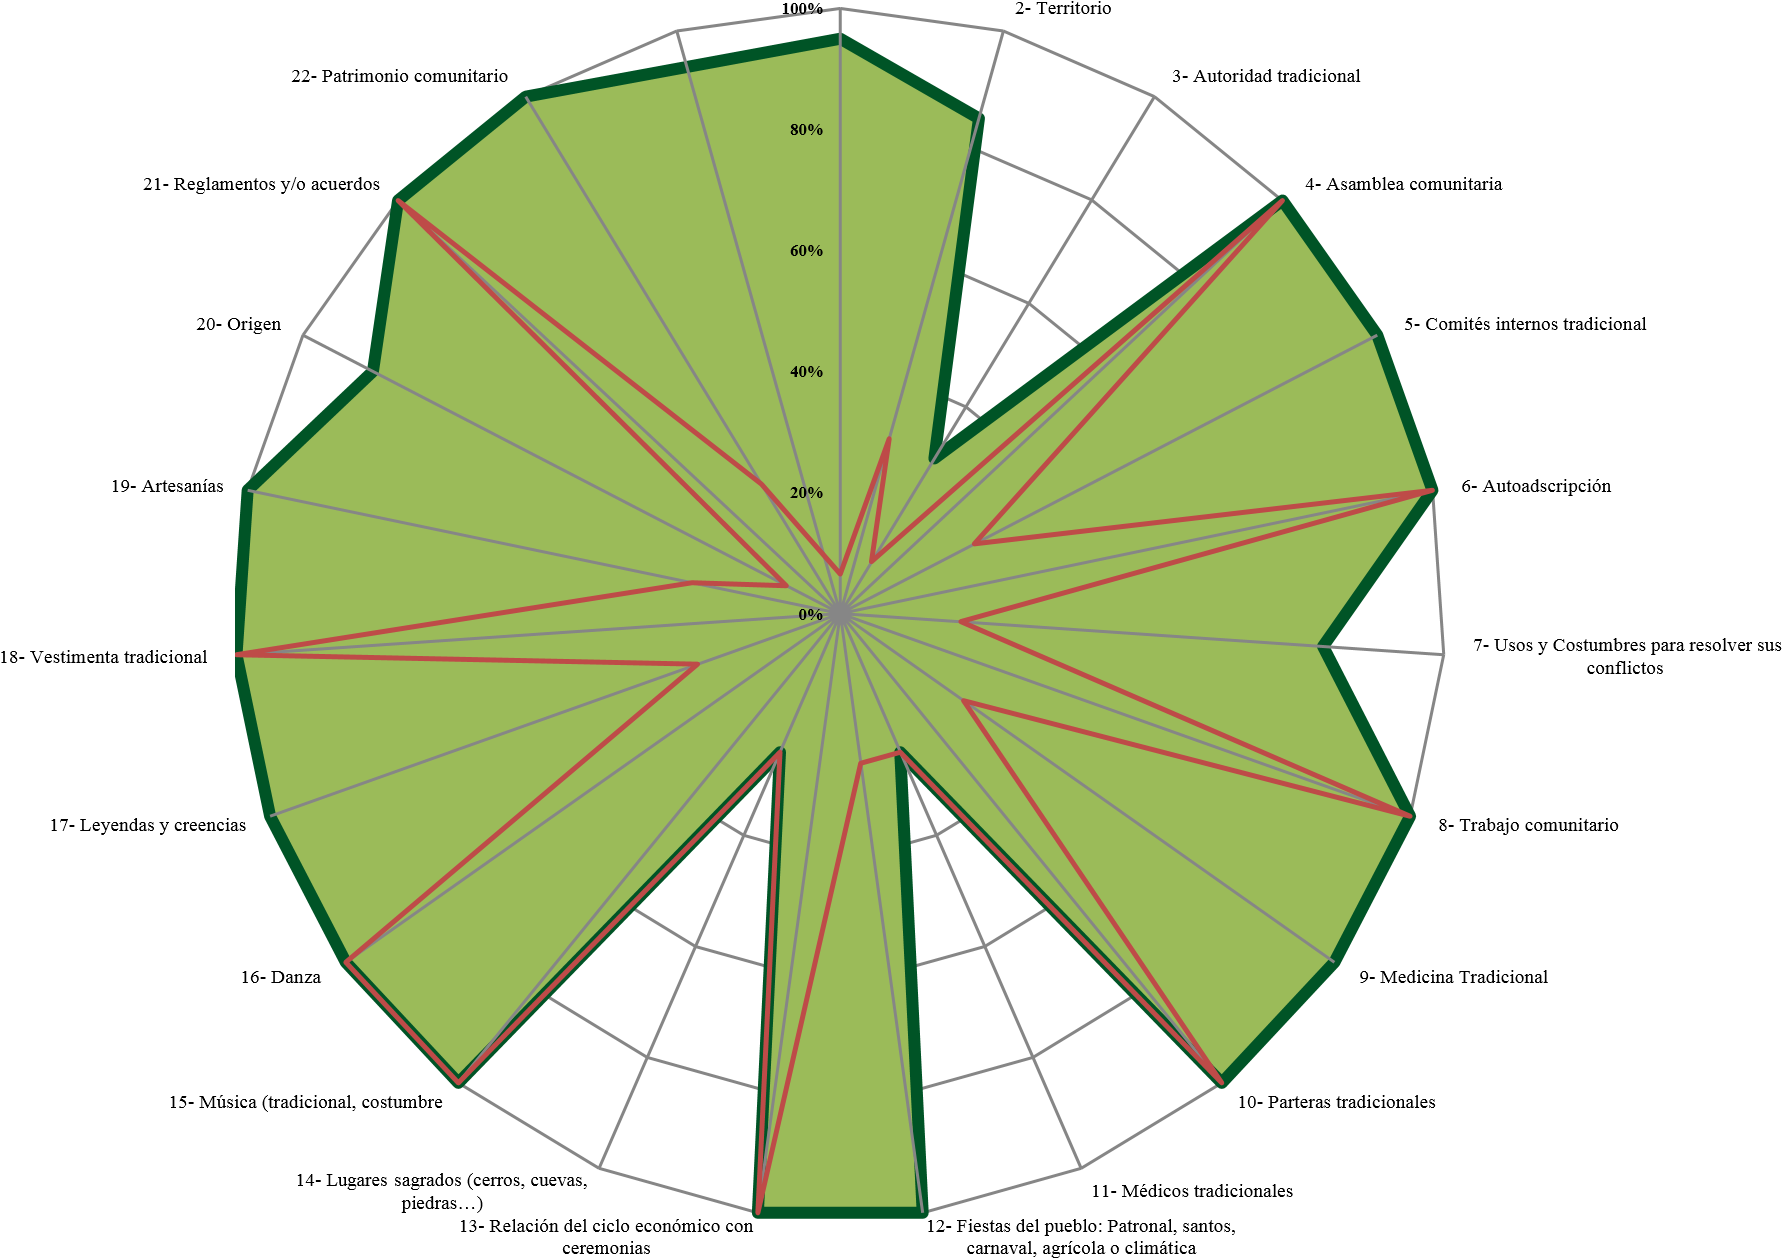 100%
80%
60%
40%
20%
0%
2- Territorio
3- Autoridad tradicional
4- Asamblea comunitaria
5- Comités internos tradicional
6- Autoadscripción
7- Usos y Costumbres para resolver sus
conflictos
8- Trabajo comunitario
9- Medicina Tradicional
10- Parteras tradicionales
11- Médicos tradicionales
12- Fiestas del pueblo: Patronal, santos,
carnaval, agrícola o climática
13- Relación del ciclo económico con
ceremonias
14- Lugares sagrados (cerros, cuevas,
piedras…)
15- Música (tradicional, costumbre
16- Danza
17- Leyendas y creencias
18- Vestimenta tradicional
19- Artesanías
20- Origen
21- Reglamentos y/o acuerdos
22- Patrimonio comunitario